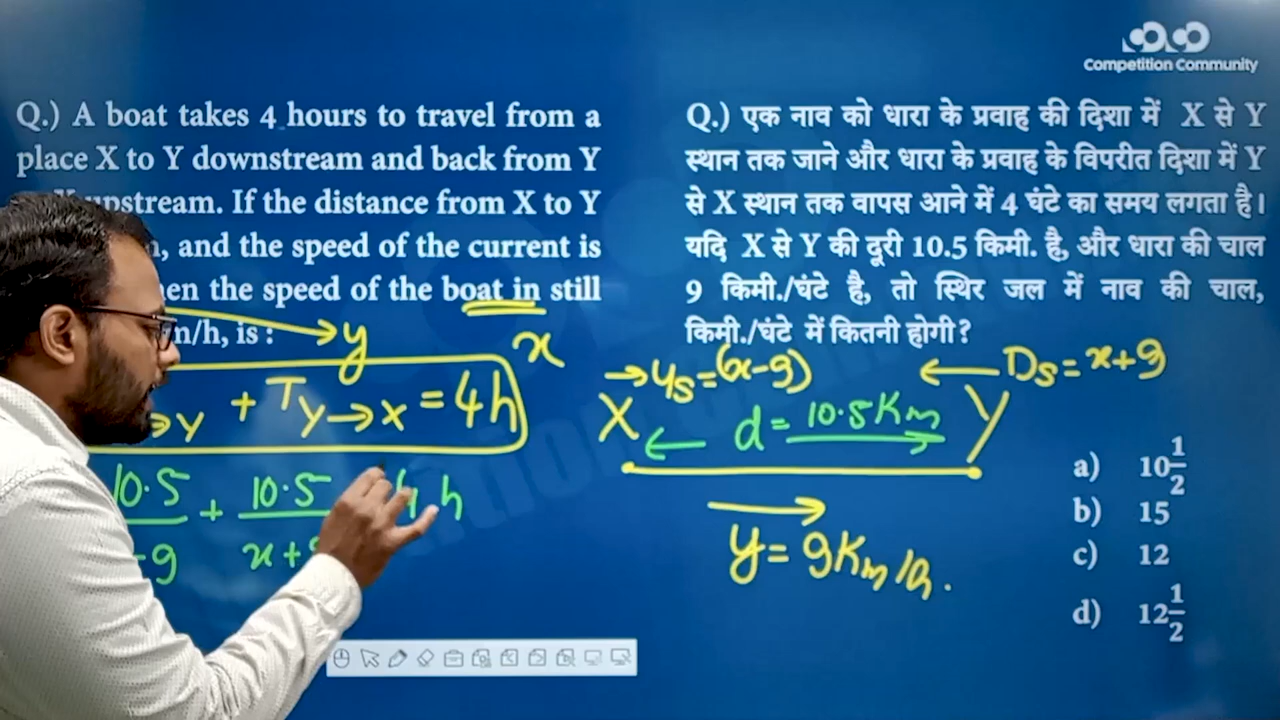 Competition Community
Q.) A boat takes 4 hours to travel from a
place X to Y downstream and back from Y
upstream. If the distance from X to Y
, and the speed of the current is
the speed of the boat in still
/h, is :
Q.) एक नाव को धारा के प्रवाह की दिशा में X से Y
स्थान तक जाने और धारा के प्रवाह के विपरीत दिशा में Y
से X स्थान तक वापस आने में 4 घंटे का समय लगता है।
यदि X से Y की दूरी 10.5 किमी. है, और धारा की चाल
9 किमी./घंटे है, तो स्थिर जल में नाव की चाल,
किमी./घंटे में कितनी होगी?
→ y
x
→ Y + T Y → X = 4h
10.5 + 10.5 4 h
-9 x+
→ US = (x-9)
← DS = x+9
X ← d = 10.5 Km → Y
→
y = 9 Km/h.
a) 10 1/2
b) 15
c) 12
d) 12 1/2